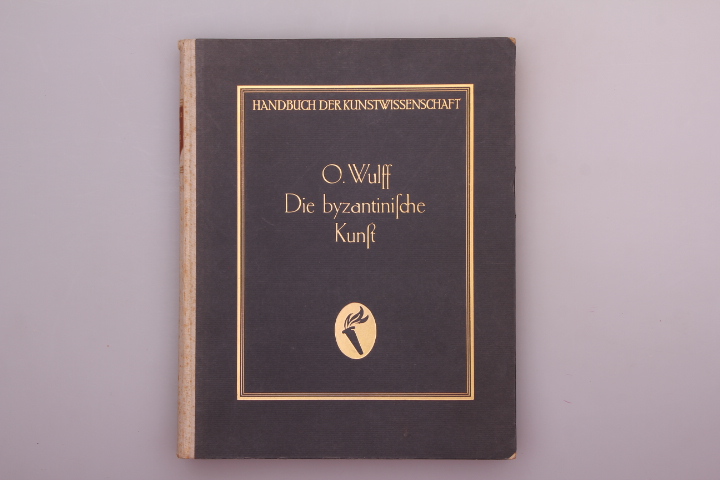 HANDBUCH DER KUNSTWISSENSCHAFT
O. Wulff
Die byzantiniſche
Kunſt